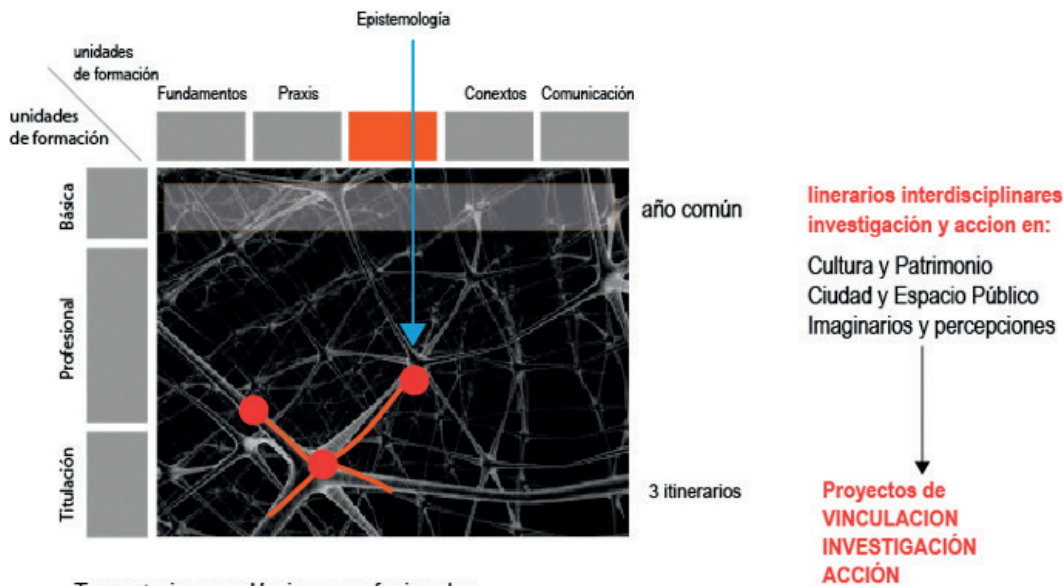 Epistemología
unidades
de formación
unidades
de formación
Fundamentos Praxis Conextos Comunicación
Básica
año común
Profesional
Titulación
3 itinerarios
Iinerarios interdisciplinares
investigación y accion en:
Cultura y Patrimonio
Ciudad y Espacio Público
Imaginarios y percepciones
Proyectos de
VINCULACION
INVESTIGACIÓN
ACCIÓN